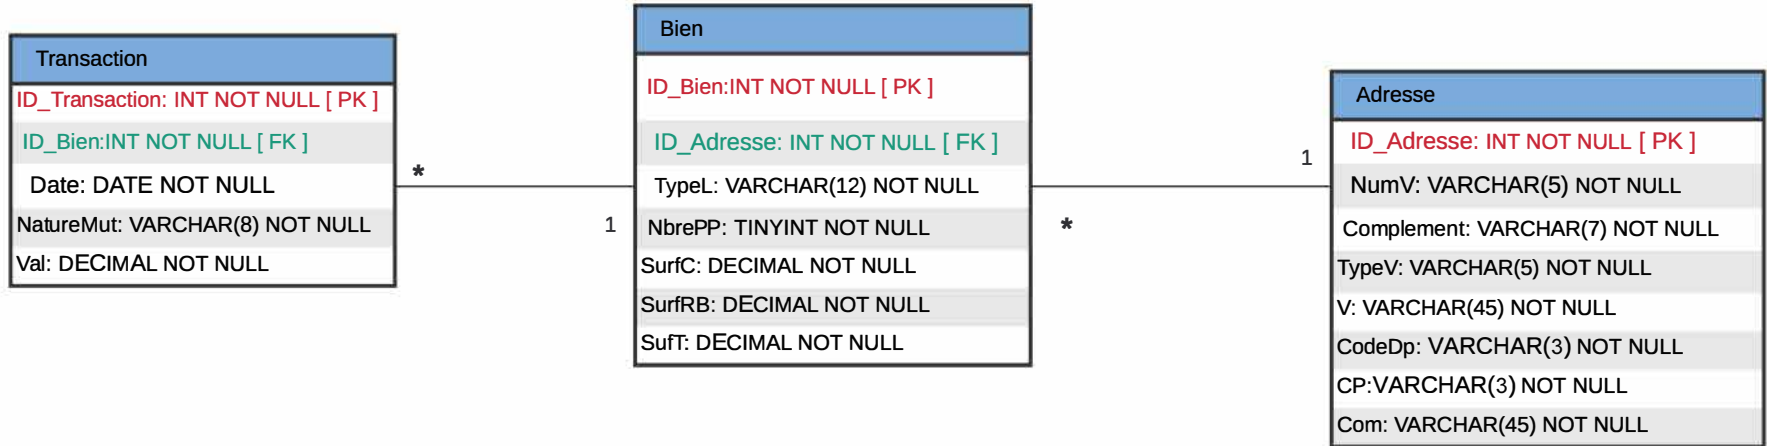 Transaction
ID_Transaction: INT NOT NULL [ PK ]
ID_Bien:INT NOT NULL [ FK ]
Date: DATE NOT NULL
NatureMut: VARCHAR(8) NOT NULL
Val: DECIMAL NOT NULL
*
1
Bien
ID_Bien:INT NOT NULL [ PK ]
ID_Adresse: INT NOT NULL [ FK ]
TypeL: VARCHAR(12) NOT NULL
NbrePP: TINYINT NOT NULL
SurfC: DECIMAL NOT NULL
SurfRB: DECIMAL NOT NULL
SufT: DECIMAL NOT NULL
*
1
Adresse
ID_Adresse: INT NOT NULL [ PK ]
NumV: VARCHAR(5) NOT NULL
Complement: VARCHAR(7) NOT NULL
TypeV: VARCHAR(5) NOT NULL
V: VARCHAR(45) NOT NULL
CodeDp: VARCHAR(3) NOT NULL
CP:VARCHAR(3) NOT NULL
Com: VARCHAR(45) NOT NULL